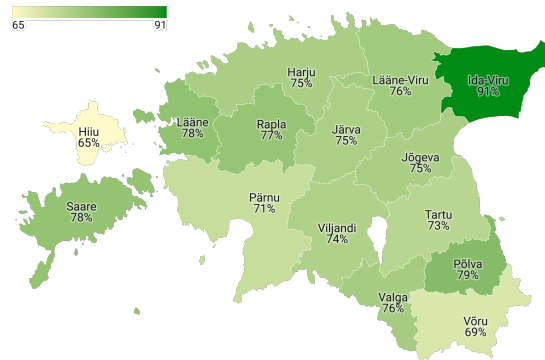 65 91
Harju
75%
Lääne-Viru
76%
Ida-Viru
91%
Hiiu
65%
Lääne
78%
Rapla
77%
Järva
75%
Jõgeva
75%
Saare
78%
Pärnu
71%
Viljandi
74%
Tartu
73%
Põlva
79%
Valga
76%
Võru
69%